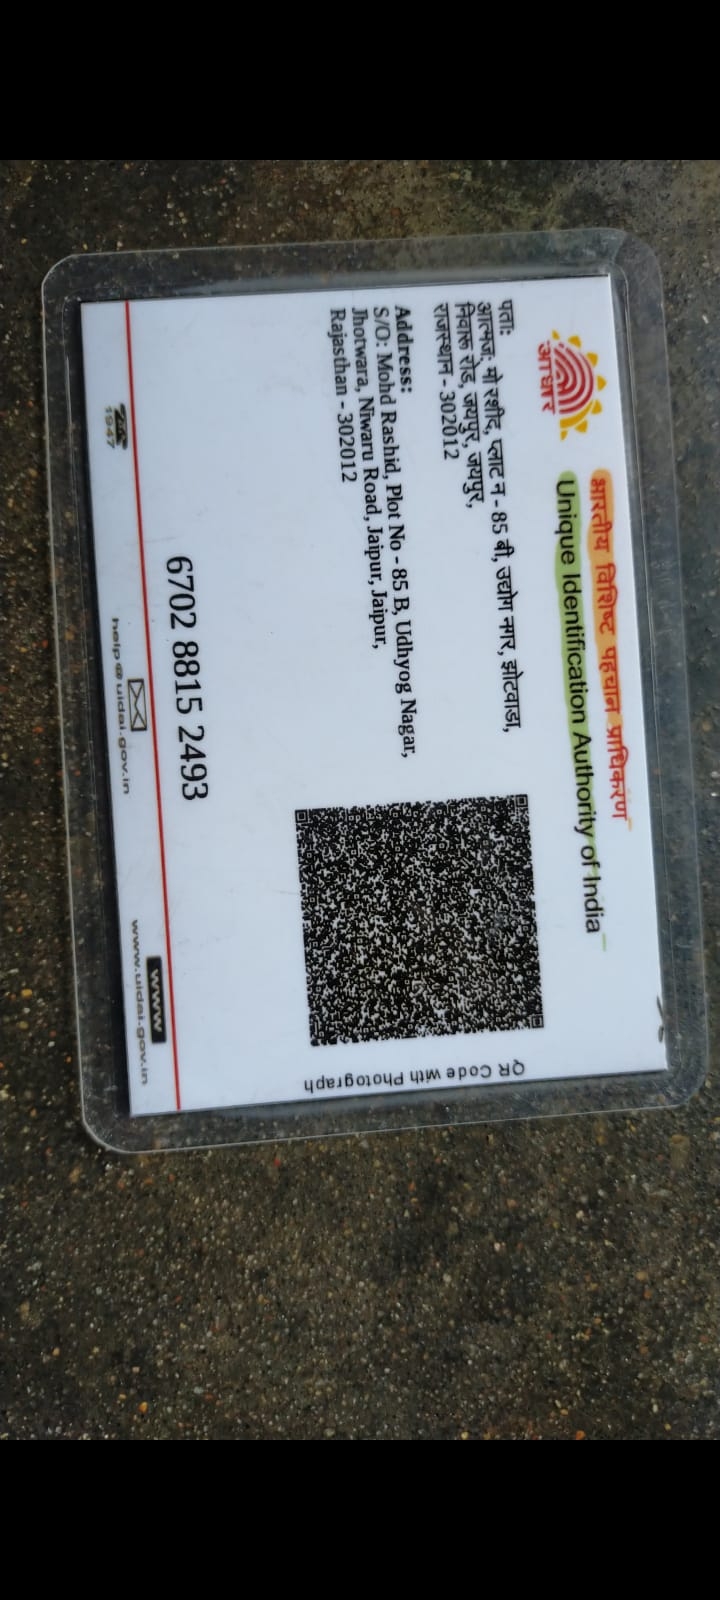 भारतीय विशिष्ट पहचान प्राधिकरण
Unique Identification Authority of India
आधार
पताः
आत्मज: मो रशीद, प्लाट न - 85 बी, उद्योग नगर, झोटवाडा,
निवारू रोड, जयपुर, जयपुर,
राजस्थान - 302012
Address:
S/O: Mohd Rashid, Plot No - 85 B, Udhyog Nagar,
Jhotwara, Niwaru Road, Jaipur, Jaipur,
Rajasthan - 302012
QR Code with Photograph
6702 8815 2493
1947
help@uidai.gov.in
www
www.uidai.gov.in